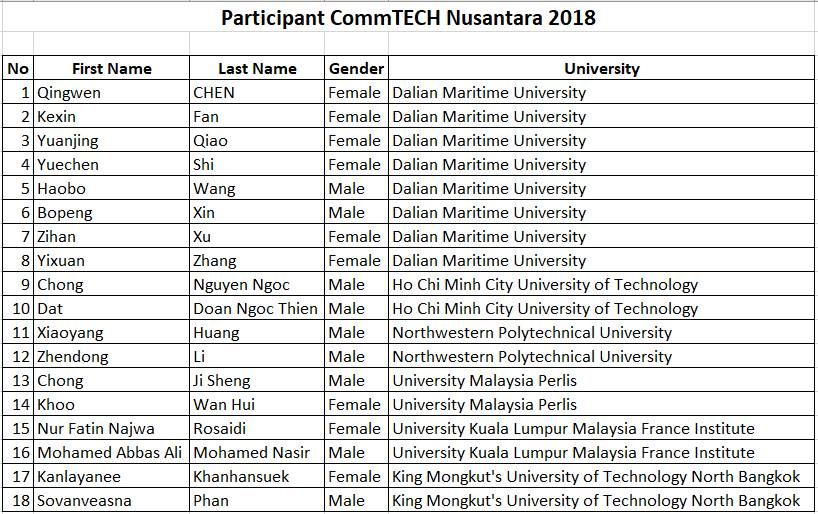 Participant CommTECH Nusantara 2018
No First Name Last Name Gender University
1 Qingwen CHEN Female Dalian Maritime University
2 Kexin Fan Female Dalian Maritime University
3 Yuanjing Qiao Female Dalian Maritime University
4 Yuechen Shi Female Dalian Maritime University
5 Haobo Wang Male Dalian Maritime University
6 Bopeng Xin Male Dalian Maritime University
7 Zihan Xu Female Dalian Maritime University
8 Yixuan Zhang Female Dalian Maritime University
9 Chong Nguyen Ngoc Male Ho Chi Minh City University of Technology
10 Dat Doan Ngoc Thien Male Ho Chi Minh City University of Technology
11 Xiaoyang Huang Male Northwestern Polytechnical University
12 Zhendong Li Male Northwestern Polytechnical University
13 Chong Ji Sheng Male University Malaysia Perlis
14 Khoo Wan Hui Female University Malaysia Perlis
15 Nur Fatin Najwa Rosaidi Female University Kuala Lumpur Malaysia France Institute
16 Mohamed Abbas Ali Mohamed Nasir Male University Kuala Lumpur Malaysia France Institute
17 Kanlayanee Khanhansuek Female King Mongkut's University of Technology North Bangkok
18 Sovanveasna Phan Male King Mongkut's University of Technology North Bangkok